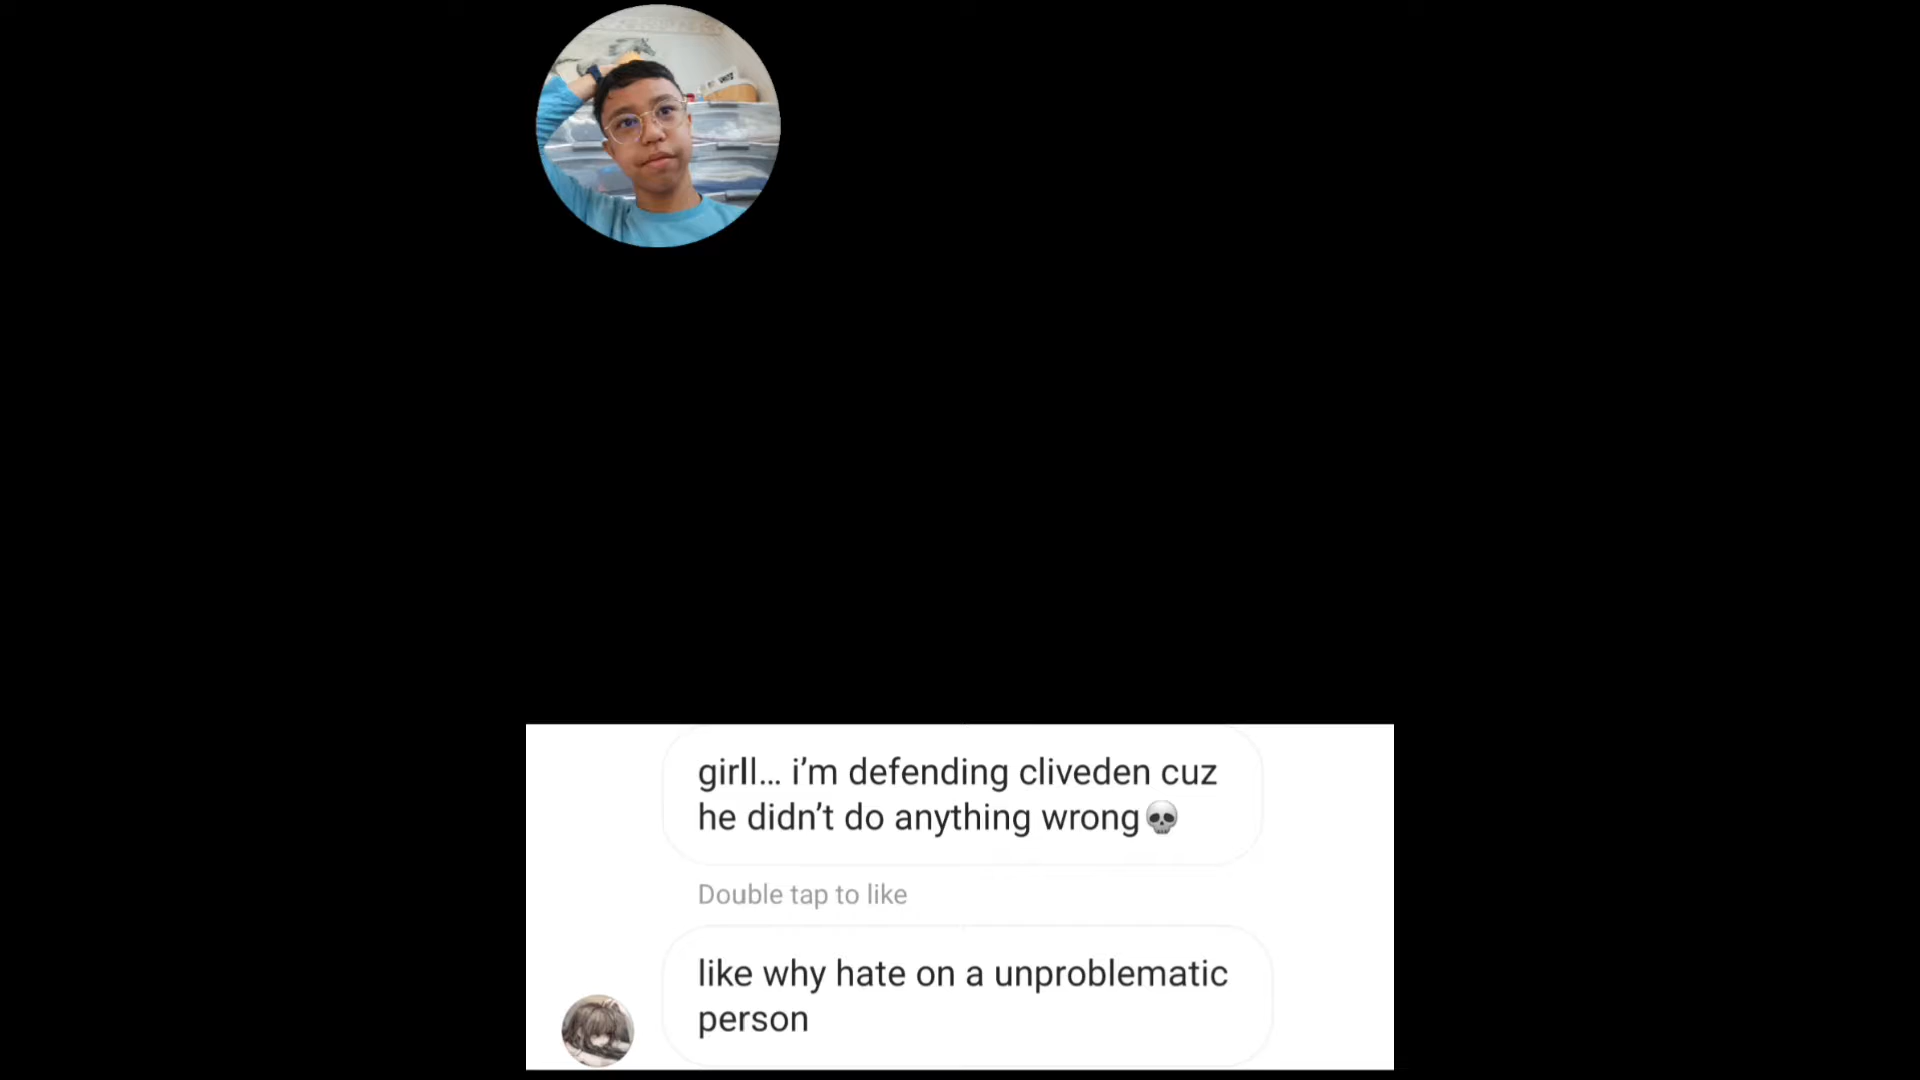 girll... i'm defending cliveden cuz
he didn't do anything wrong💀
Double tap to like
like why hate on a unproblematic
person